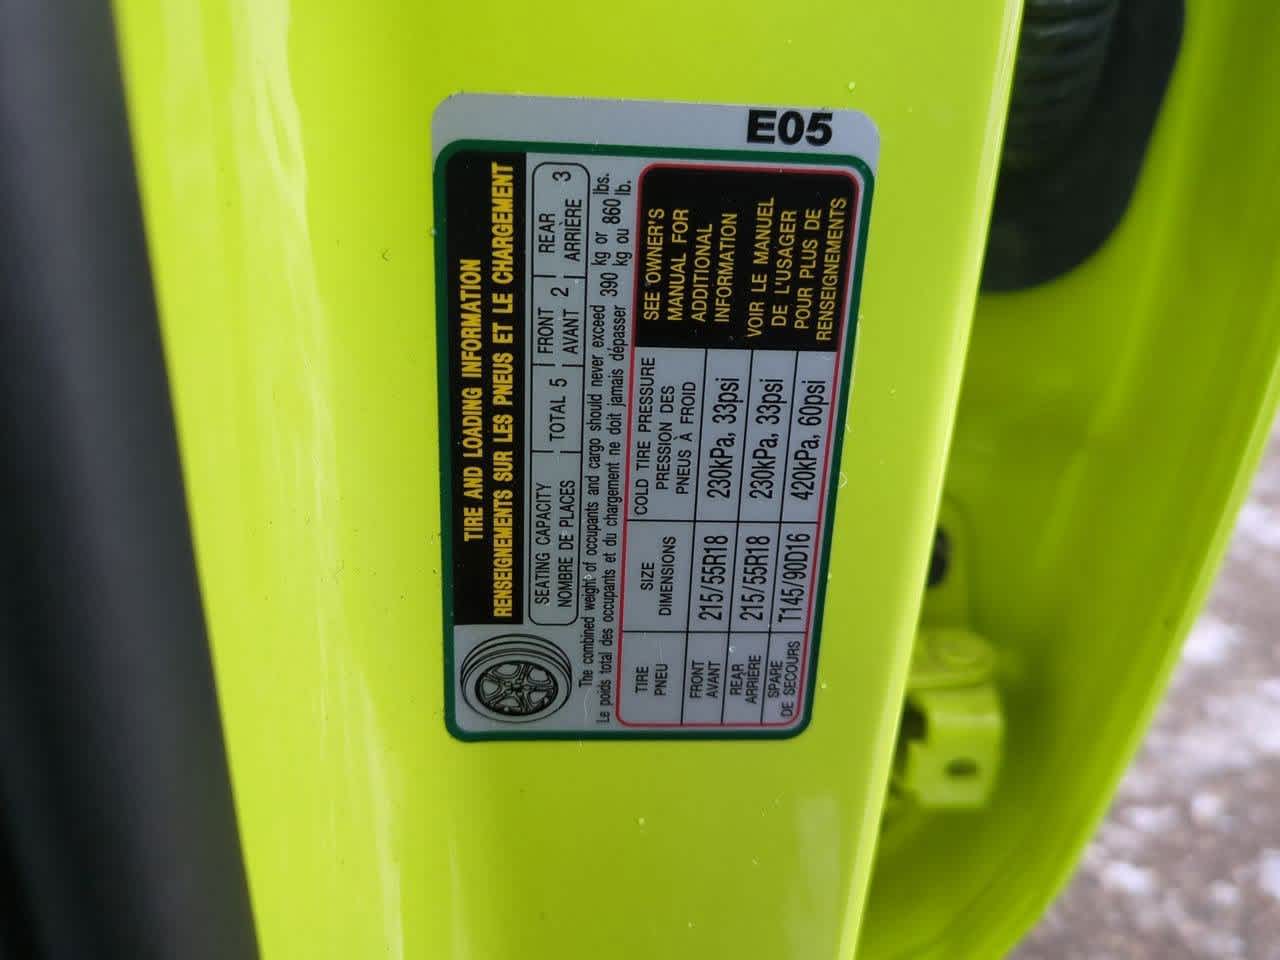 E05
TIRE AND LOADING INFORMATION
RENSEIGNEMENTS SUR LES PNEUS ET LE CHARGEMENT
SEATING CAPACITY
NOMBRE DE PLACES
TOTAL 5
FRONT
AVANT 2
REAR
ARRIÈRE 3
The combined weight of occupants and cargo should never exceed 390 kg or 860 lbs.
Le poids total des occupants et du chargement ne doit jamais dépasser 390 kg ou 860 lb.
TIRE
PNEU
SIZE
DIMENSIONS
COLD TIRE PRESSURE
PRESSION DES
PNEUS À FROID
FRONT
AVANT
215/55R18
230kPa, 33psi
REAR
ARRIÈRE
215/55R18
230kPa, 33psi
SPARE
DE SECOURS
T145/90D16
420kPa, 60psi
SEE OWNER'S
MANUAL FOR
ADDITIONAL
INFORMATION
VOIR LE MANUEL
DE L'USAGER
POUR PLUS DE
RENSEIGNEMENTS